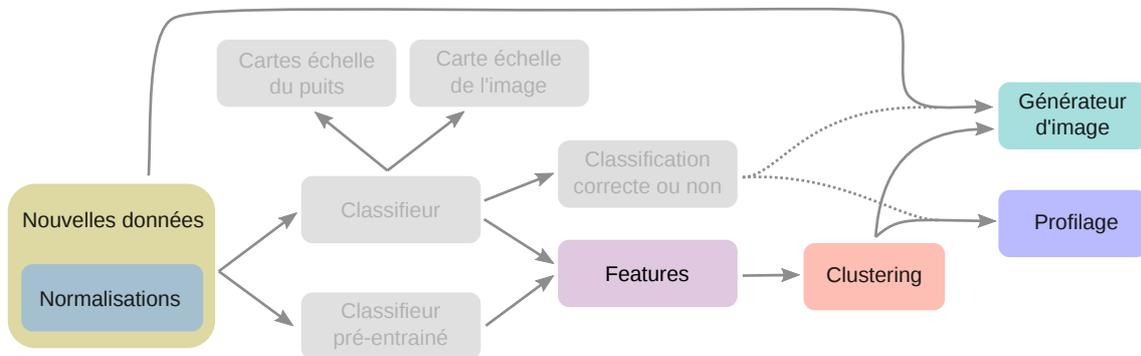 Cartes échelle
du puits
Carte échelle
de l'image
Générateur
d'image
Classification
correcte ou non
Nouvelles données
Classifieur
Profilage
Features
Clustering
Normalisations
Classifieur
pré-entrainé